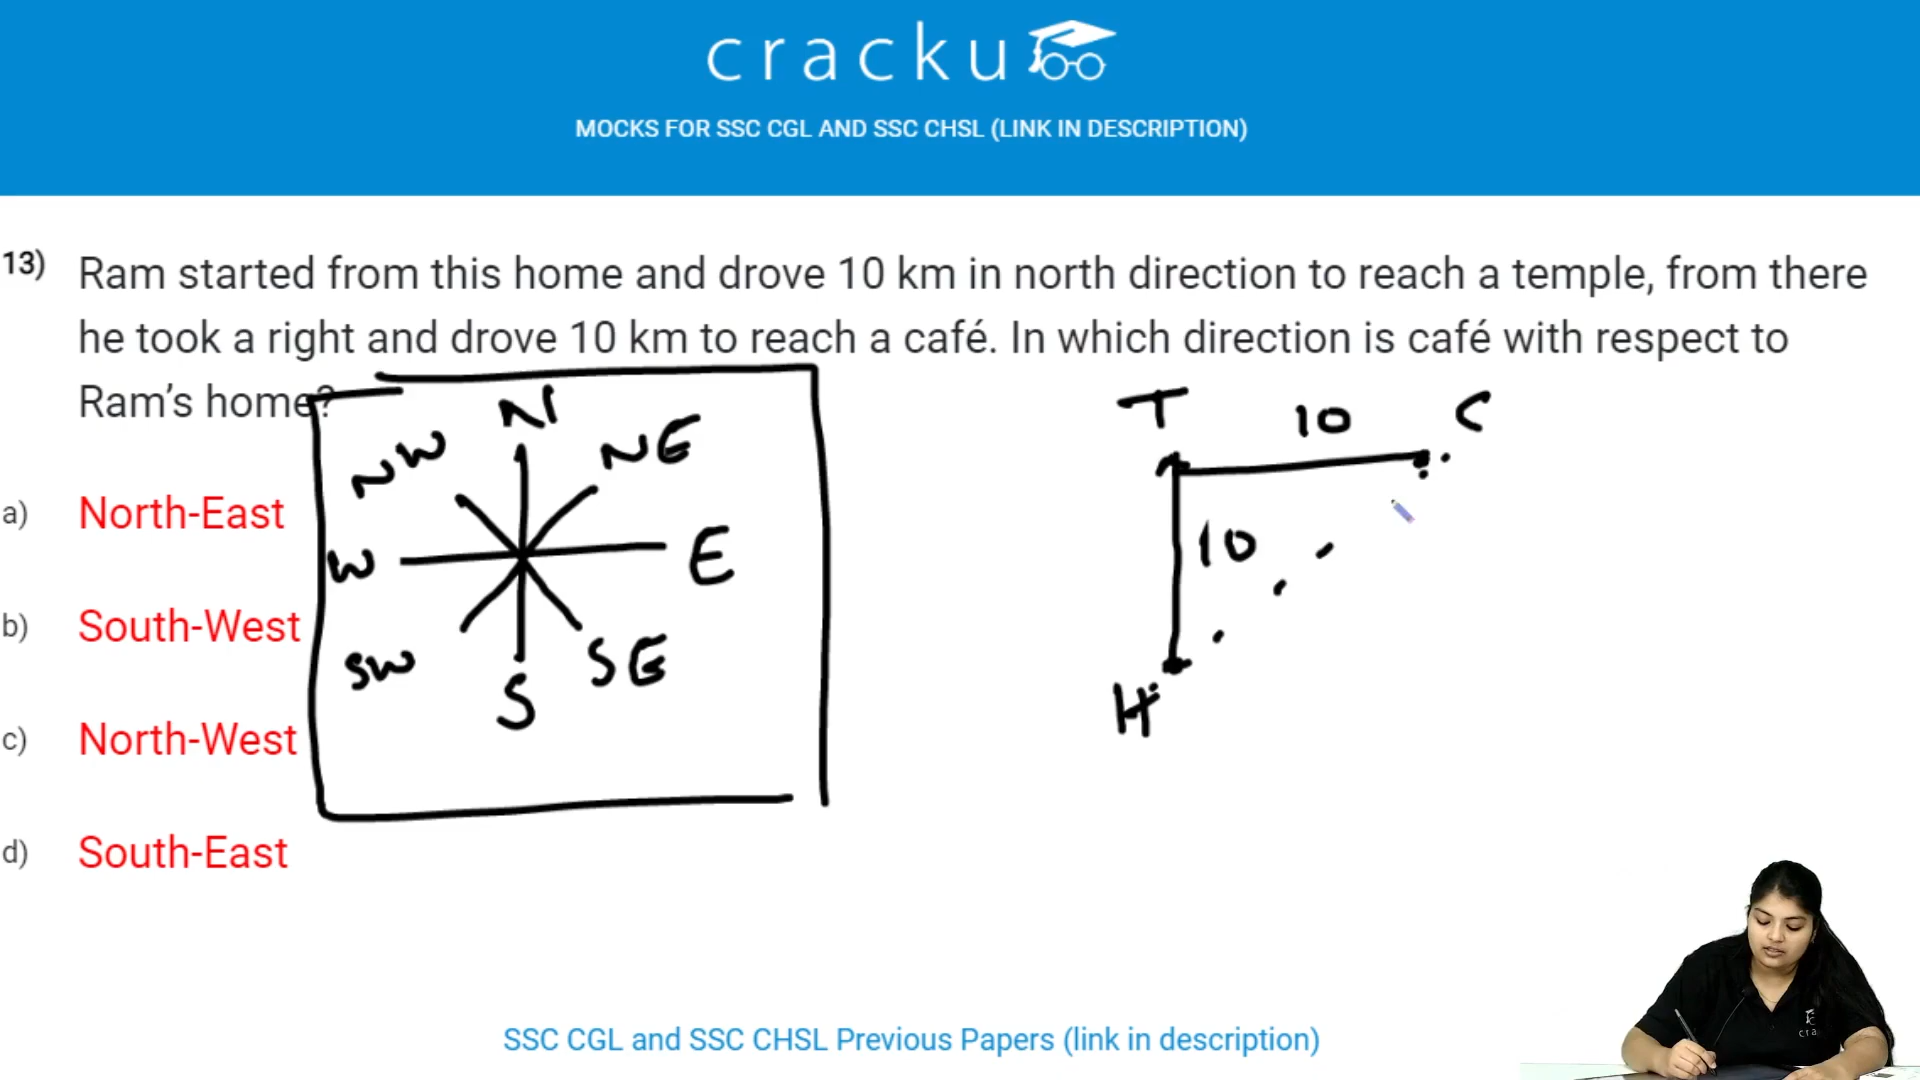 cracku
MOCKS FOR SSC CGL AND SSC CHSL (LINK IN DESCRIPTION)
13) Ram started from this home and drove 10 km in north direction to reach a temple, from there
he took a right and drove 10 km to reach a café. In which direction is café with respect to
Ram's home?
a) North-East
b) South-West
c) North-West
d) South-East
N
NW
NE
W
E
SW
SE
S
T
10
C
10
H
SSC CGL and SSC CHSL Previous Papers (link in description)